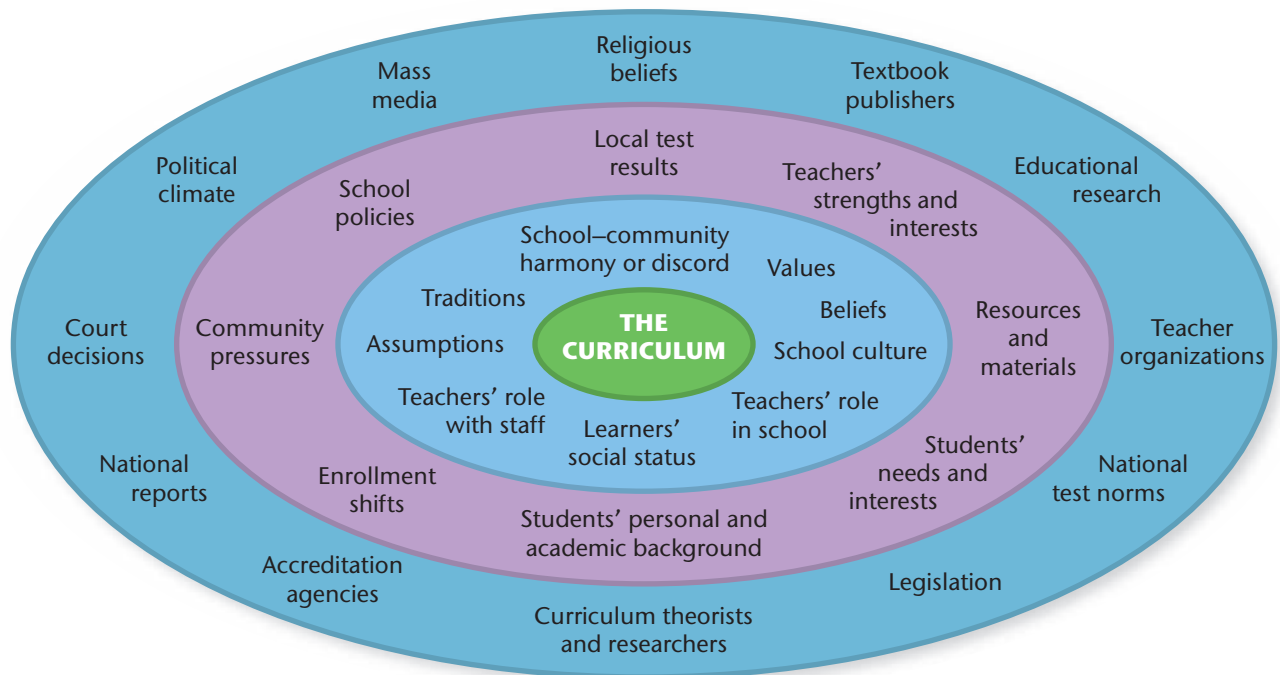 Religious
beliefs
Mass
media
Textbook
publishers
Political
climate
Educational
research
Court
decisions
Teacher
organizations
National
reports
National
test norms
Accreditation
agencies
Legislation
Curriculum theorists
and researchers
Local test
results
School
policies
Teachers’
strengths and
interests
Community
pressures
Resources
and
materials
Enrollment
shifts
Students’
needs and
interests
Students’ personal and
academic background
School–community
harmony or discord
Values
Traditions
Beliefs
Assumptions
School culture
Teachers’ role
with staff
Learners’
social status
Teachers’ role
in school
THE
CURRICULUM